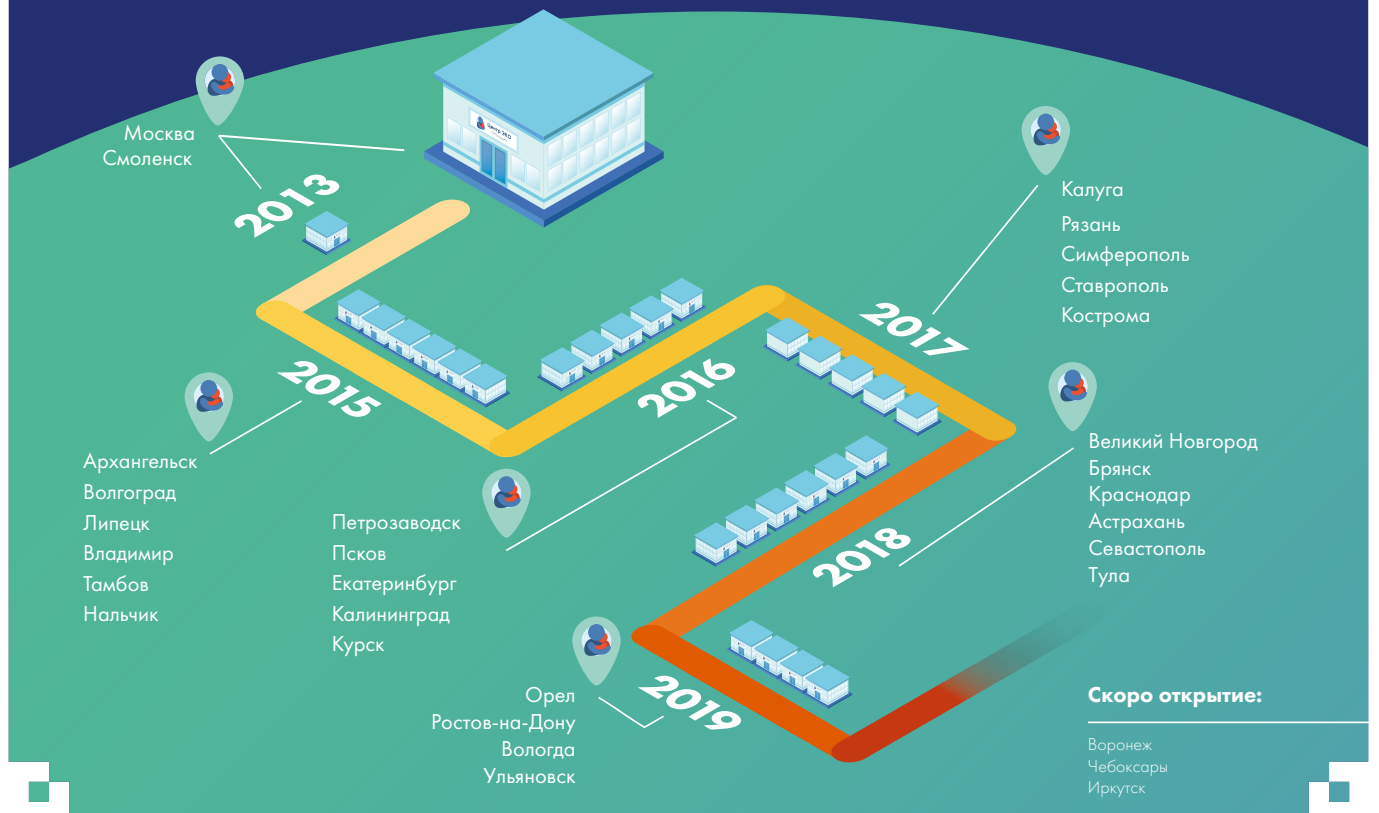 Центр ЭКО
Москва
Смоленск
2013
2015
Архангельск
Волгоград
Липецк
Владимир
Тамбов
Нальчик
2016
Петрозаводск
Псков
Екатеринбург
Калининград
Курск
2017
Калуга
Рязань
Симферополь
Ставрополь
Кострома
2018
Великий Новгород
Брянск
Краснодар
Астрахань
Севастополь
Тула
2019
Орел
Ростов-на-Дону
Вологда
Ульяновск
Скоро открытие:
Воронеж
Чебоксары
Иркутск